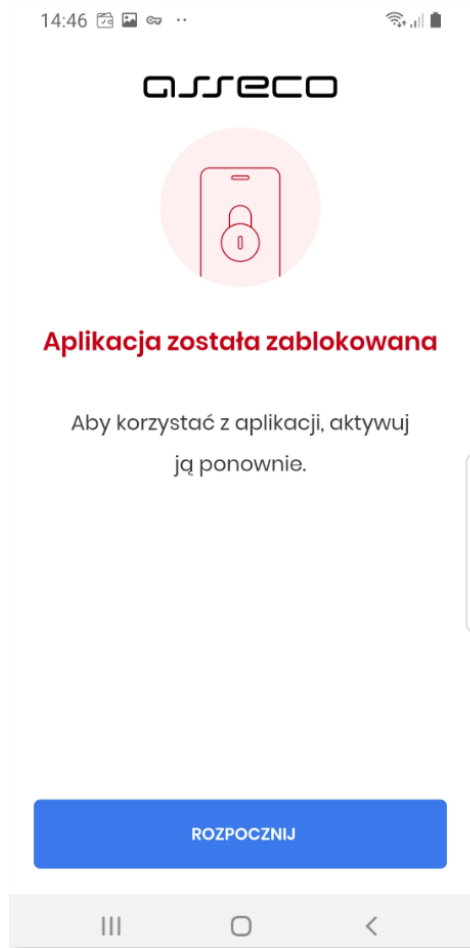 14:46
asseco
Aplikacja została zablokowana
Aby korzystać z aplikacji, aktywuj
ją ponownie.
ROZPOCZNIJ